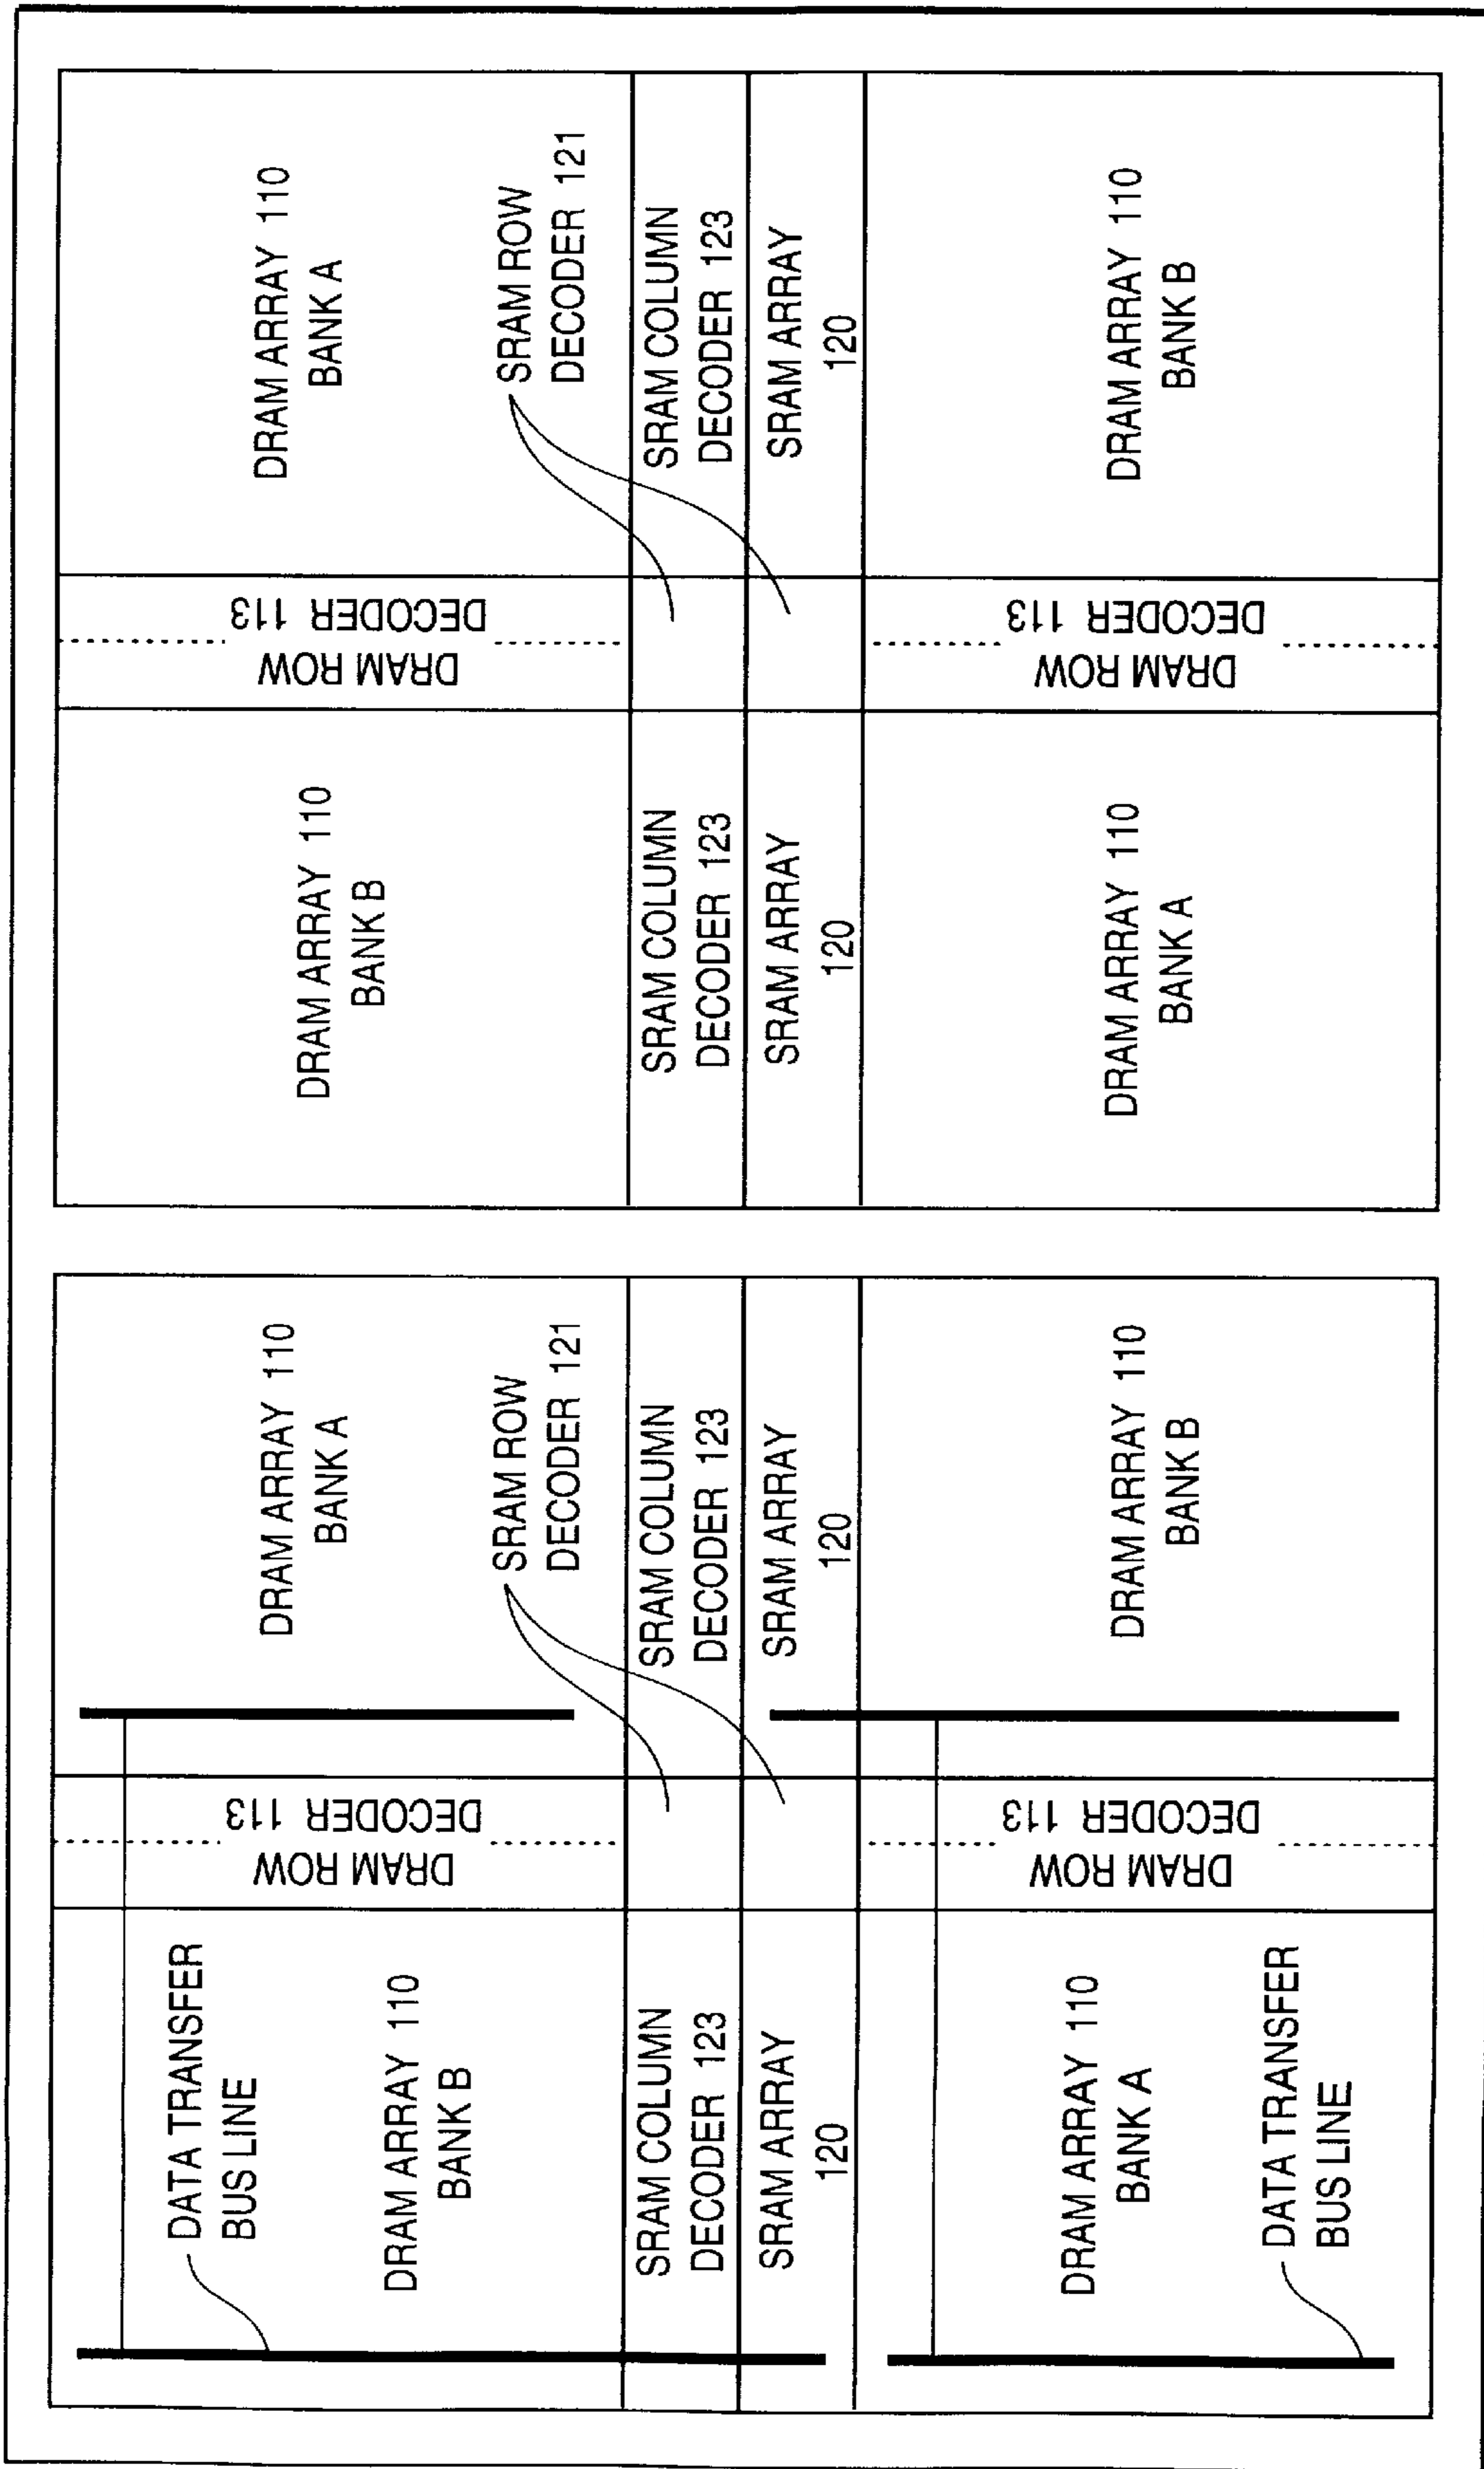 DATA TRANSFER
BUS LINE
DRAM ARRAY 110
BANK B
DRAM ROW
DECODER 113
DRAM ARRAY 110
BANK A
SRAM ROW
DECODER 121
DRAM ARRAY 110
BANK B
DRAM ROW
DECODER 113
DRAM ARRAY 110
BANK A
SRAM ROW
DECODER 121
SRAM COLUMN
DECODER 123
SRAM COLUMN
DECODER 123
SRAM COLUMN
DECODER 123
SRAM COLUMN
DECODER 123
SRAM ARRAY
120
SRAM ARRAY
120
SRAM ARRAY
120
SRAM ARRAY
120
DRAM ARRAY 110
BANK A
DATA TRANSFER
BUS LINE
DRAM ROW
DECODER 113
DRAM ARRAY 110
BANK B
DRAM ARRAY 110
BANK A
DRAM ROW
DECODER 113
DRAM ARRAY 110
BANK B